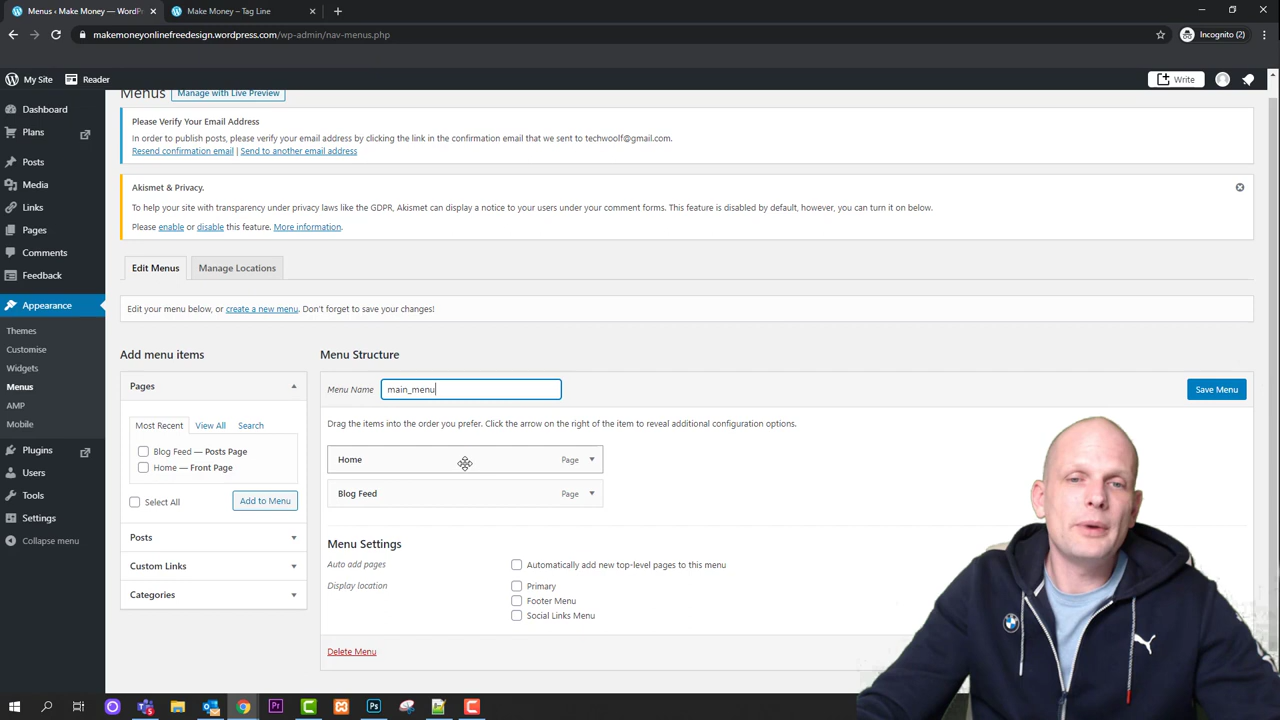 Menus ‹ Make Money — WordPr
Make Money – Tag Line
makemoneyonlinefreedesign.wordpress.com/wp-admin/nav-menus.php
Incognito (2)
My Site
Reader
Write
Dashboard
Plans
Posts
Media
Links
Pages
Comments
Feedback
Appearance
Themes
Customise
Widgets
Menus
AMP
Mobile
Plugins
Users
Tools
Settings
Collapse menu
Menus
Manage with Live Preview
Please Verify Your Email Address
In order to publish posts, please verify your email address by clicking the link in the confirmation email that we sent to techwoolf@gmail.com.
Resend confirmation email | Send to another email address
Akismet & Privacy.
To help your site with transparency under privacy laws like the GDPR, Akismet can display a notice to your users under your comment forms. This feature is disabled by default, however, you can turn it on below.
Please enable or disable this feature. More information.
Edit Menus
Manage Locations
Edit your menu below, or create a new menu. Don't forget to save your changes!
Add menu items
Pages
Most Recent
View All
Search
Blog Feed — Posts Page
Home — Front Page
Select All
Add to Menu
Posts
Custom Links
Categories
Menu Structure
Menu Name
main_menu
Save Menu
Drag the items into the order you prefer. Click the arrow on the right of the item to reveal additional configuration options.
Home
Page
Blog Feed
Page
Menu Settings
Auto add pages
Automatically add new top-level pages to this menu
Display location
Primary
Footer Menu
Social Links Menu
Delete Menu